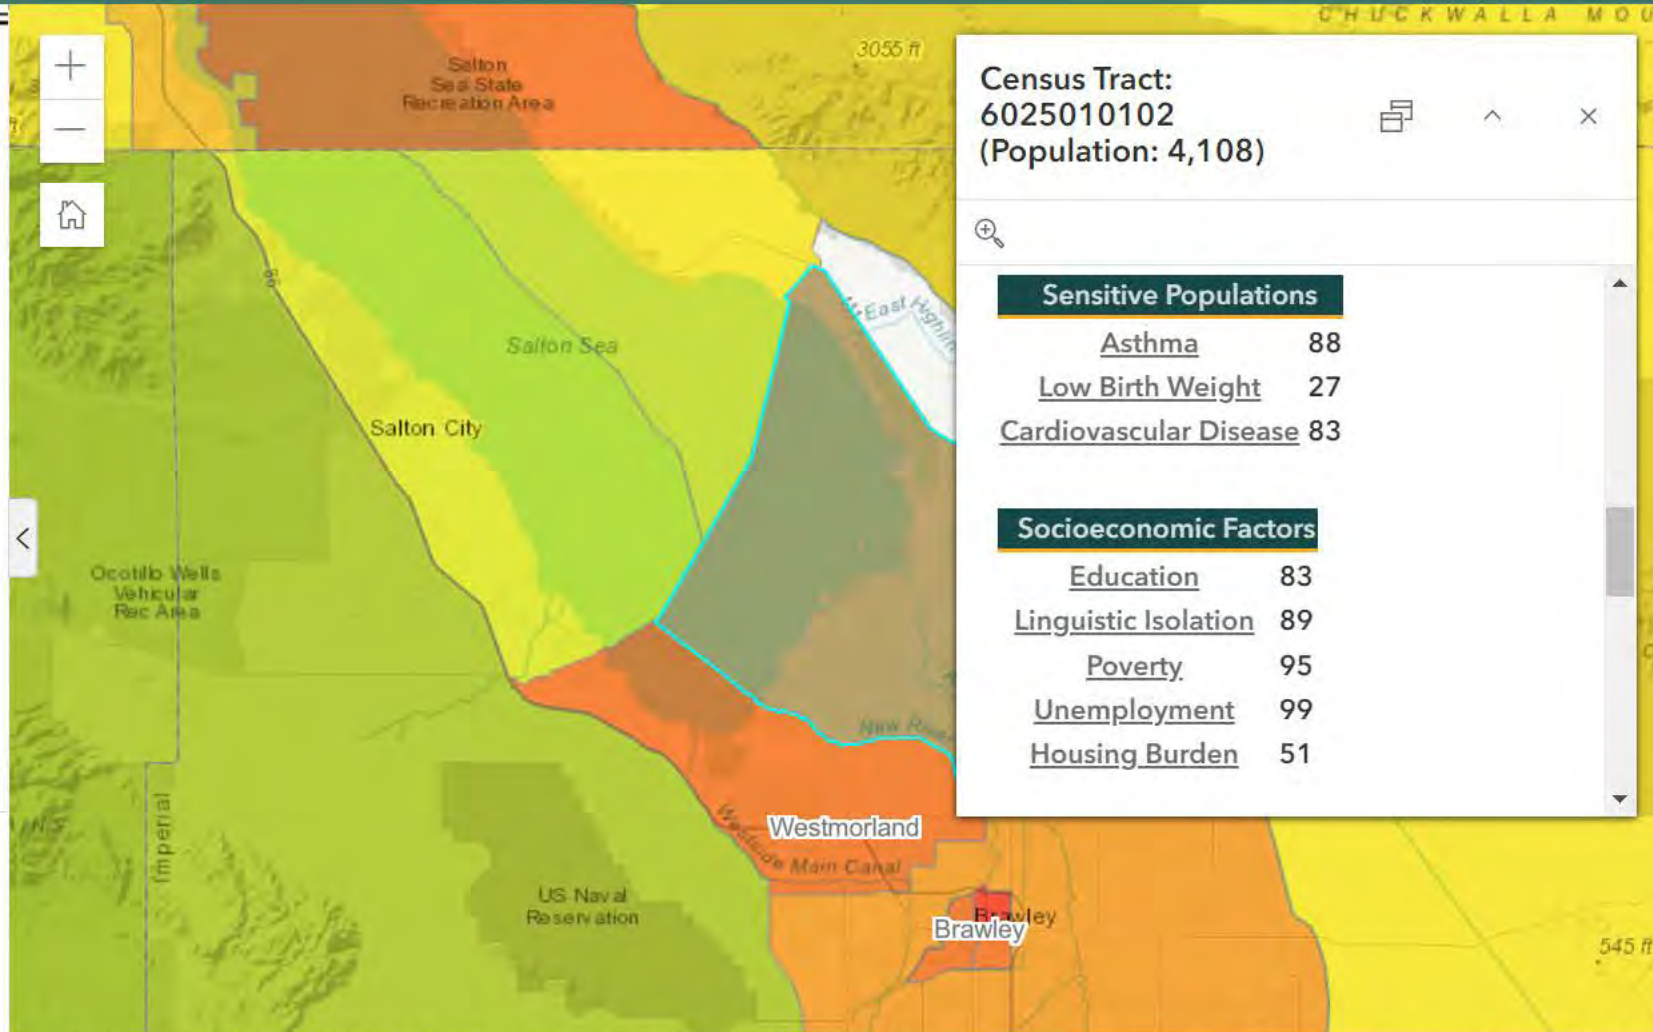 CHUCKWALLA MOU
3055 ft
Salton
Sea State
Recreation Area
Census Tract:
6025010102
(Population: 4,108)
Sensitive Populations
Asthma 88
Low Birth Weight 27
Cardiovascular Disease 83
Socioeconomic Factors
Education 83
Linguistic Isolation 89
Poverty 95
Unemployment 99
Housing Burden 51
East Highlin
Salton Sea
Salton City
Ocotillo Wells
Vehicular
Rec Area
New River
Imperial
Westmorland
Westside Main Canal
US Naval
Reservation
Brawley
Brawley
545 ft